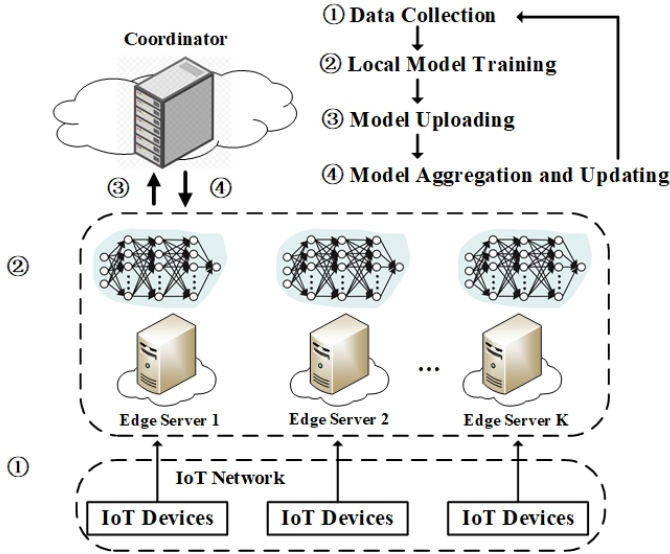 ① Data Collection
Coordinator
② Local Model Training
③ Model Uploading
④ Model Aggregation and Updating
③ ④
②
...
Edge Server 1 Edge Server 2 Edge Server K
①
IoT Network
IoT Devices IoT Devices IoT Devices